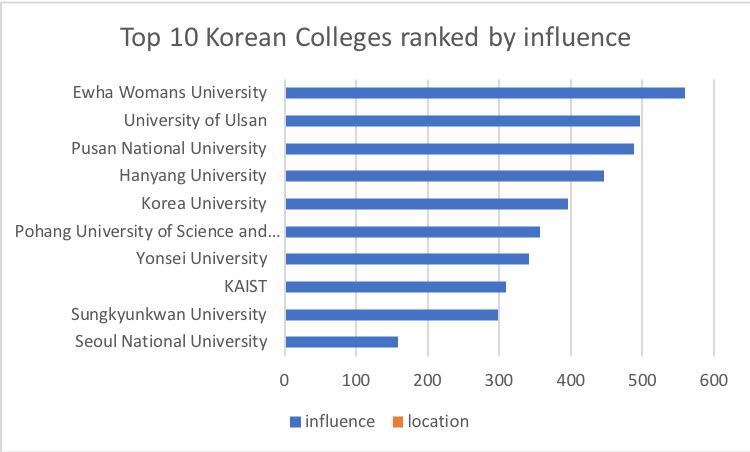 Top 10 Korean Colleges ranked by influence
Ewha Womans University
University of Ulsan
Pusan National University
Hanyang University
Korea University
Pohang University of Science and...
Yonsei University
KAIST
Sungkyunkwan University
Seoul National University
0 100 200 300 400 500 600
influence location